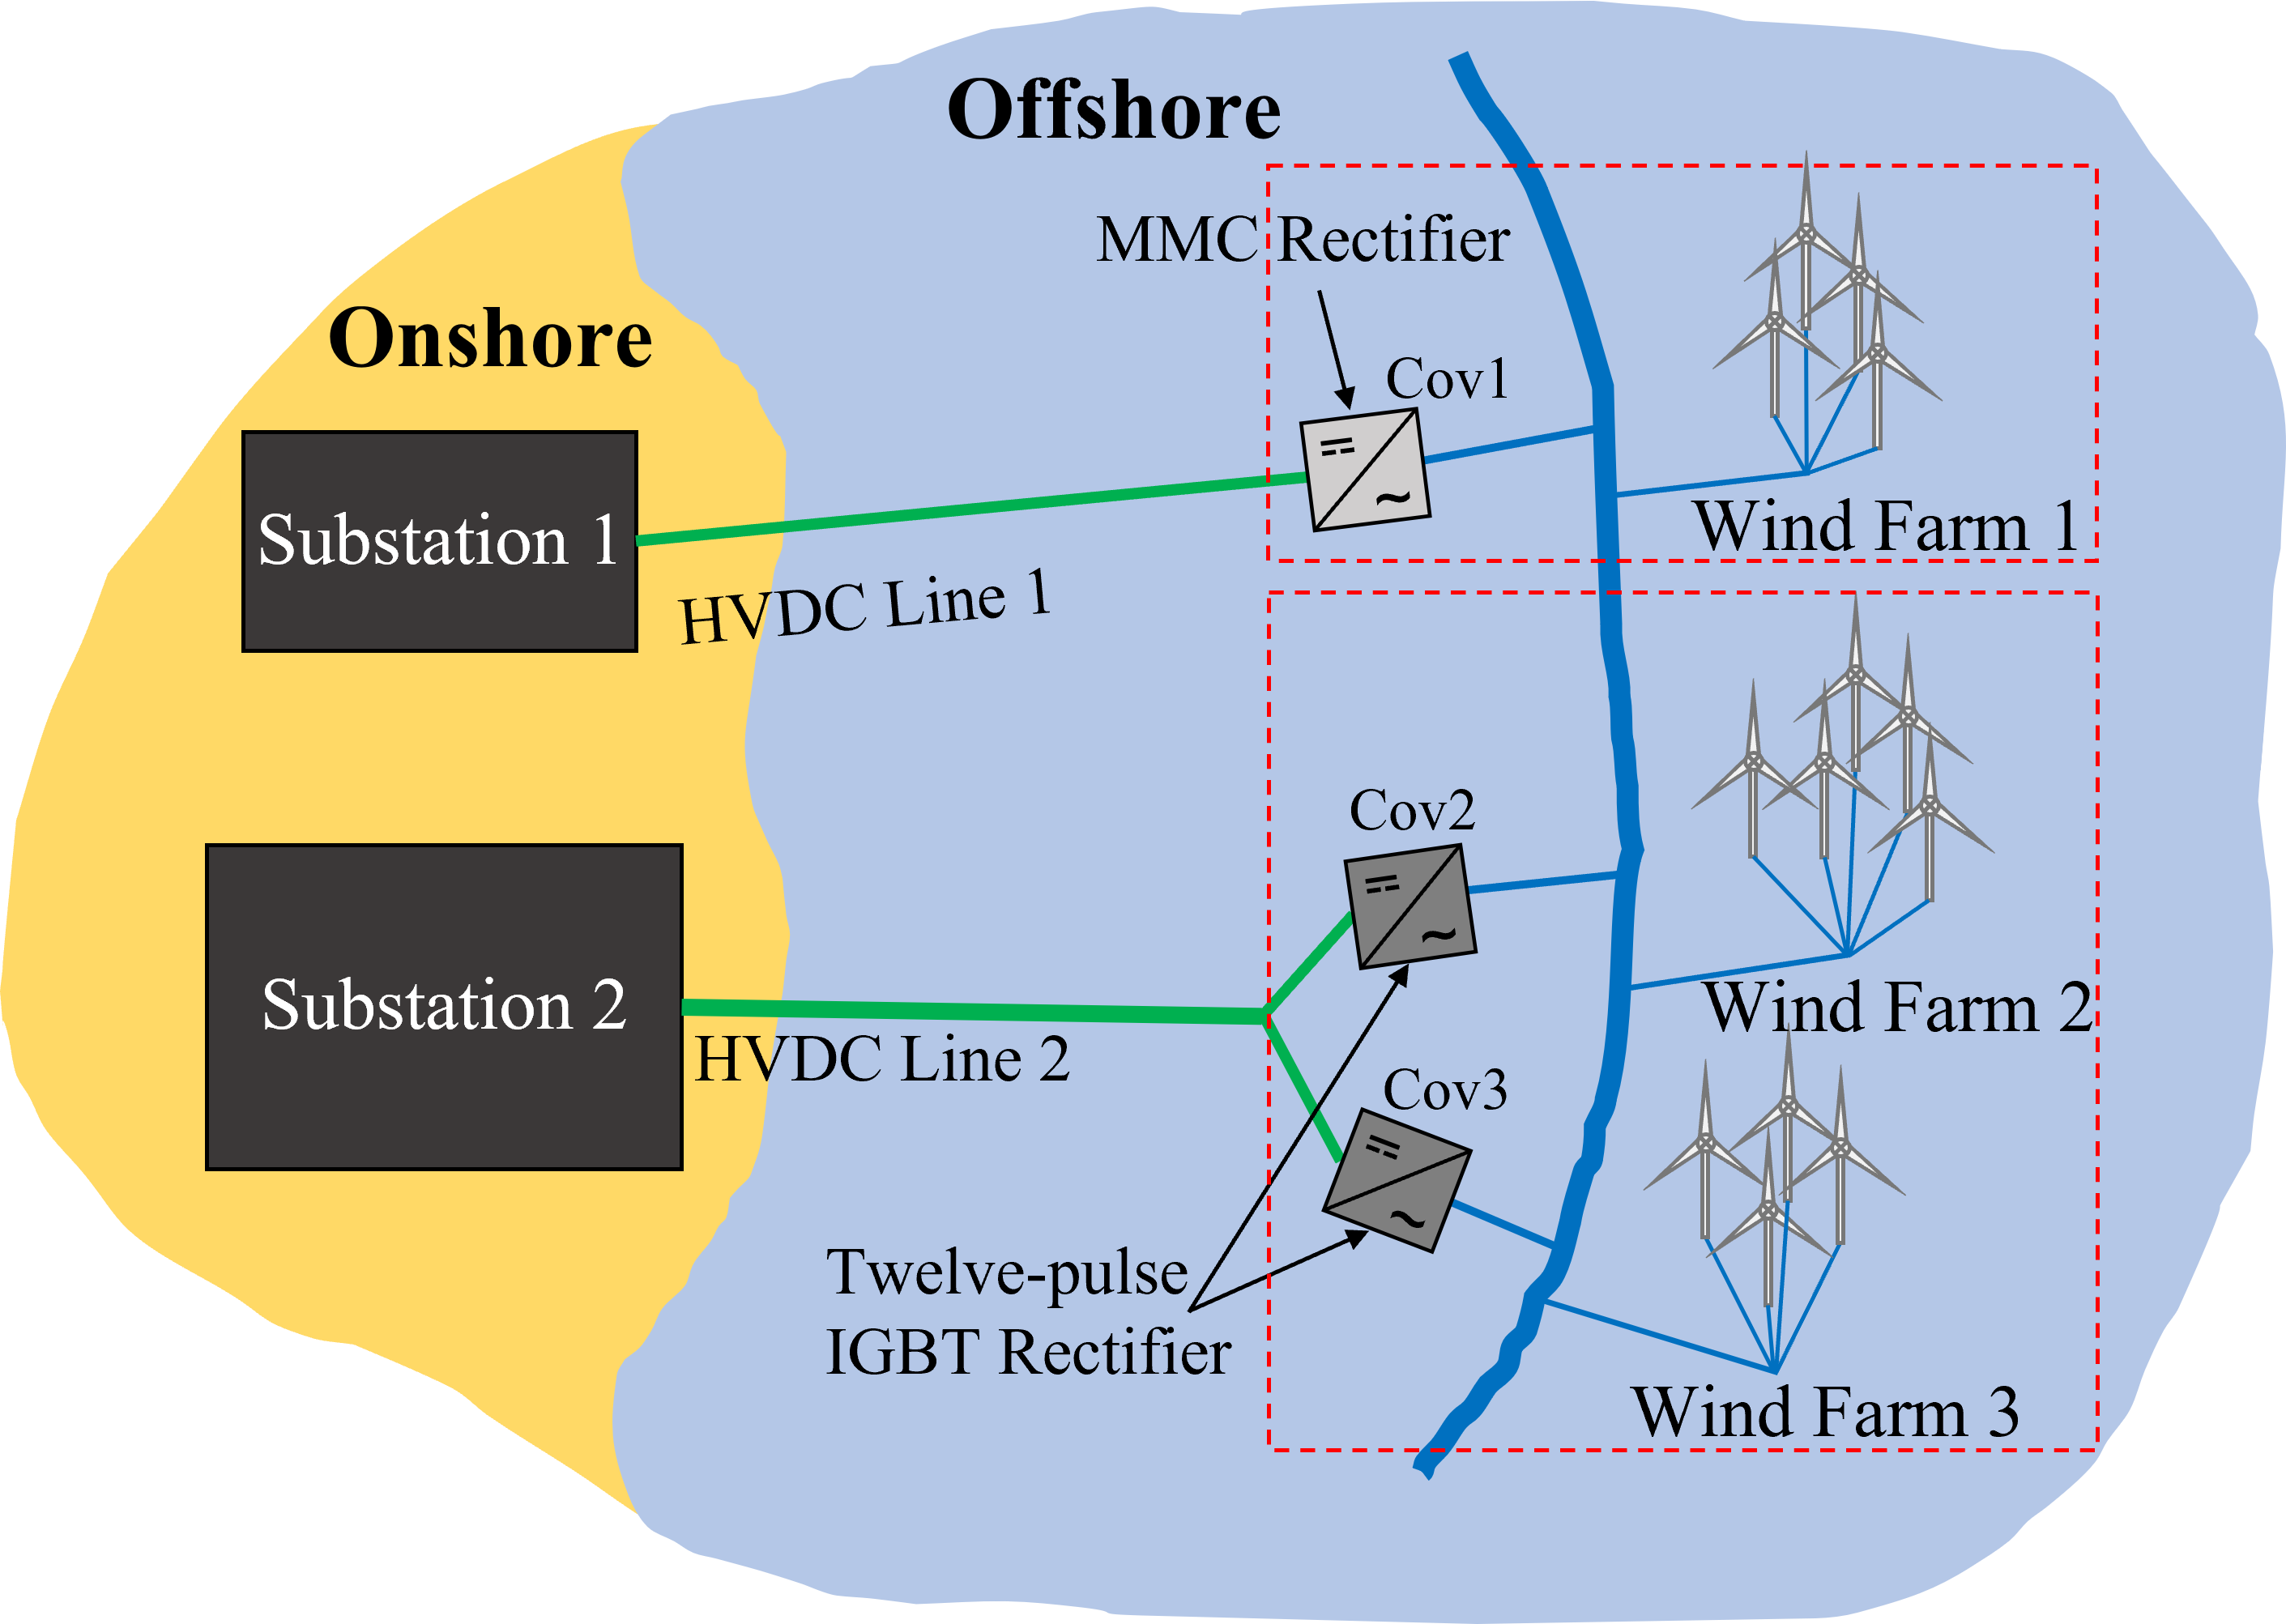 Offshore
MMC Rectifier
Onshore
Cov1
Substation 1
Wind Farm 1
HVDC Line 1
Cov2
Substation 2
Wind Farm 2
HVDC Line 2
Cov3
Twelve-pulse
IGBT Rectifier
Wind Farm 3